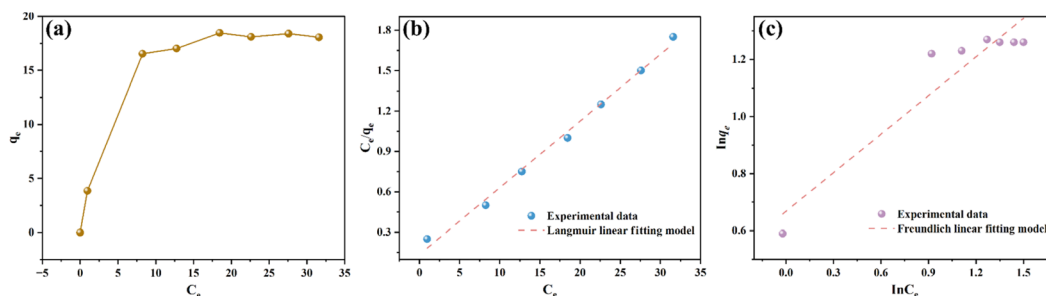 (a)
20
15
10
5
0
qe
−5 0 5 10 15 20 25 30 35
Ce
(b)
1.8
1.5
1.2
0.9
0.6
0.3
Ce/qe
Experimental data
Langmuir linear fitting model
0 5 10 15 20 25 30 35
Ce
(c)
1.2
1.0
0.8
0.6
lnqe
Experimental data
Freundlich linear fitting model
0.0 0.3 0.6 0.9 1.2 1.5
lnCe